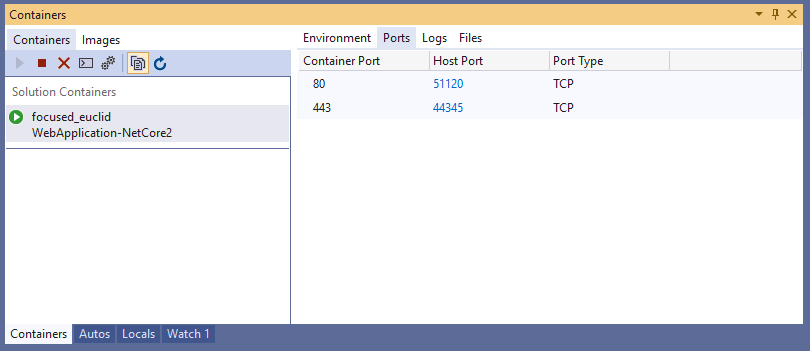 Containers
Containers Images
Solution Containers
focused_euclid
WebApplication-NetCore2
Environment Ports Logs Files
Container Port Host Port Port Type
80 51120 TCP
443 44345 TCP
Containers Autos Locals Watch 1